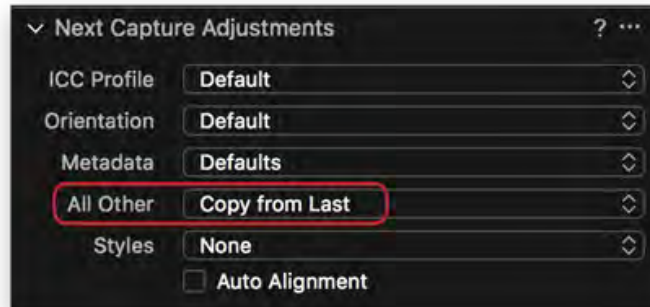 Next Capture Adjustments ? ...
ICC Profile Default
Orientation Default
Metadata Defaults
All Other Copy from Last
Styles None
Auto Alignment